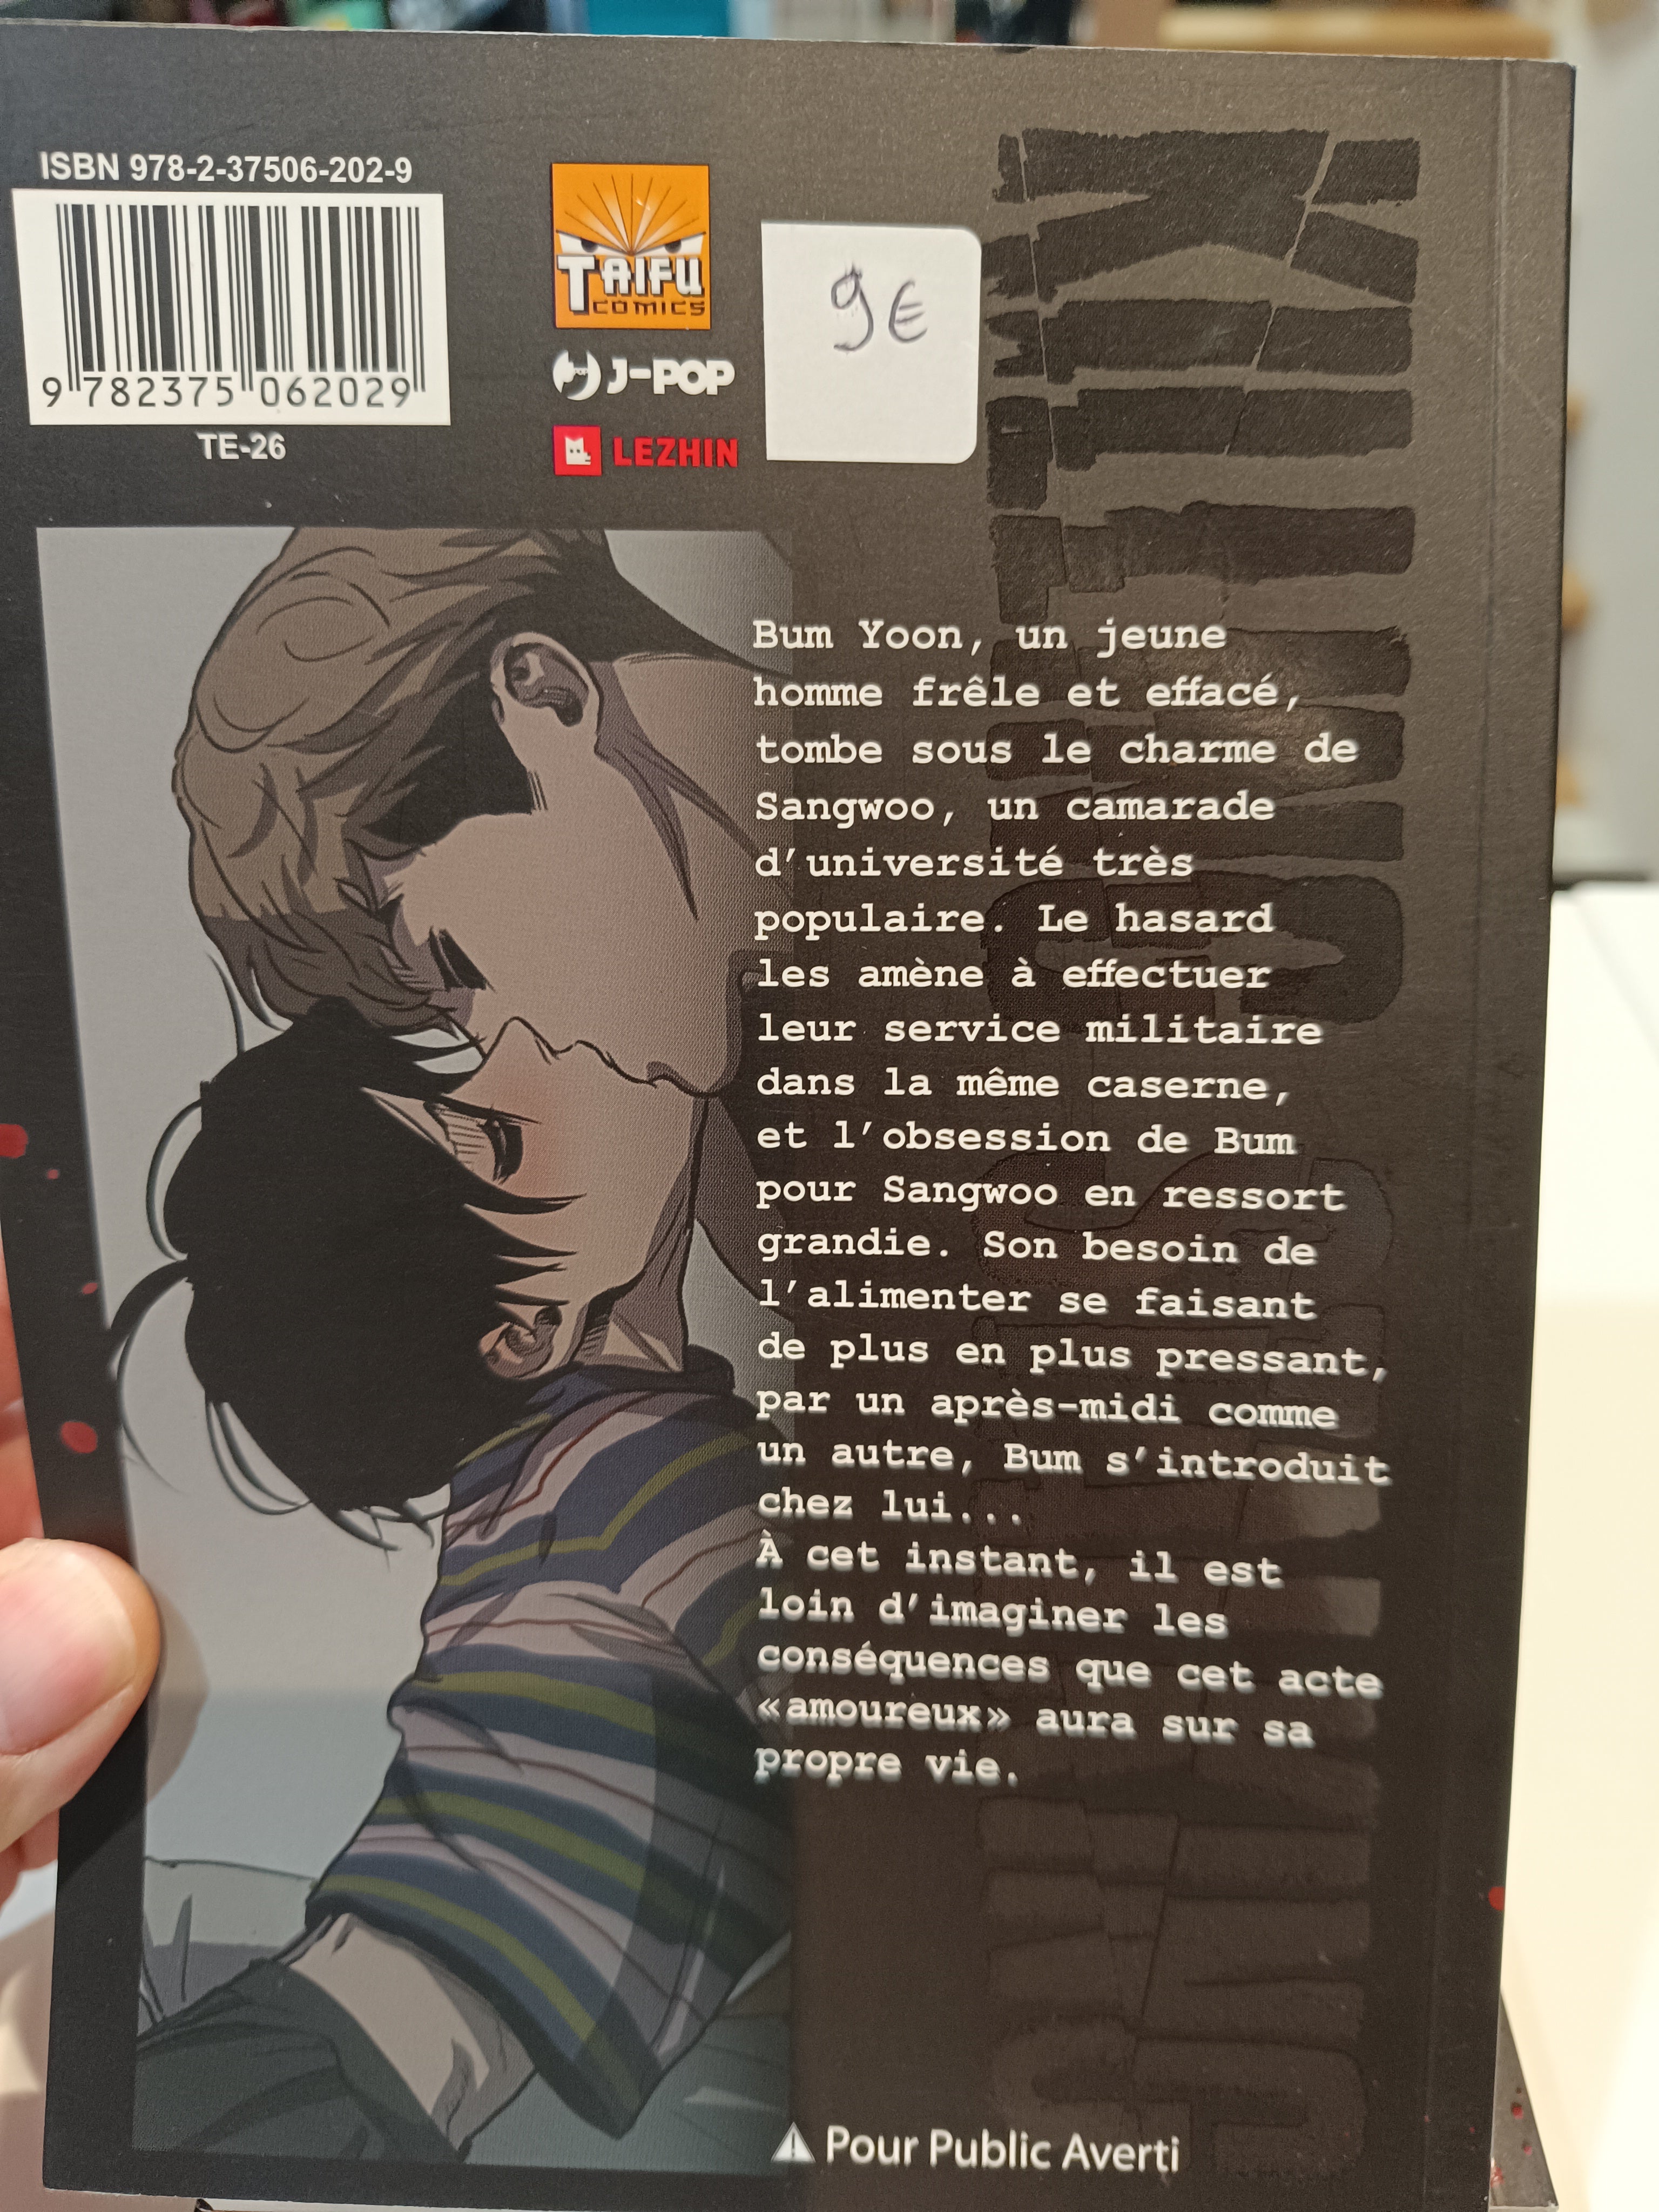 ISBN 978-2-37506-202-9
9 782375 062029
TE-26
TAIFU
COMICS
J-POP
LEZHIN
9€
Bum Yoon, un jeune
homme frêle et effacé,
tombe sous le charme de
Sangwoo, un camarade
d'université très
populaire. Le hasard
les amène à effectuer
leur service militaire
dans la même caserne,
et l'obsession de Bum
pour Sangwoo en ressort
grandie. Son besoin de
l'alimenter se faisant
de plus en plus pressant,
par un après-midi comme
un autre, Bum s'introduit
chez lui...
À cet instant, il est
loin d'imaginer les
conséquences que cet acte
«amoureux» aura sur sa
propre vie.
Pour Public Averti